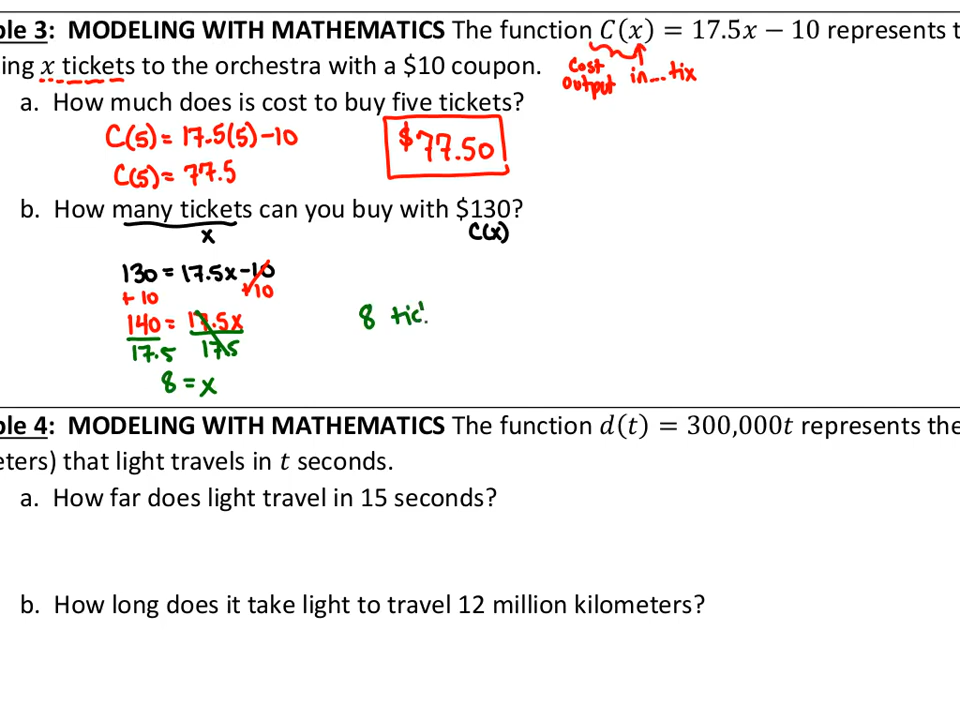 ble 3: MODELING WITH MATHEMATICS The function C(x) = 17.5x − 10 represents t
ing x tickets to the orchestra with a $10 coupon.
cost output in... tix
a. How much does is cost to buy five tickets?
C(5) = 17.5(5) − 10
$77.50
C(5) = 77.5
b. How many tickets can you buy with $130?
x
C(x)
130 = 17.5x − 10
+ 10 +10
140 = 17.5x
17.5 17.5
8 tic
8 = x
ble 4: MODELING WITH MATHEMATICS The function d(t) = 300,000t represents the
eters) that light travels in t seconds.
a. How far does light travel in 15 seconds?
b. How long does it take light to travel 12 million kilometers?